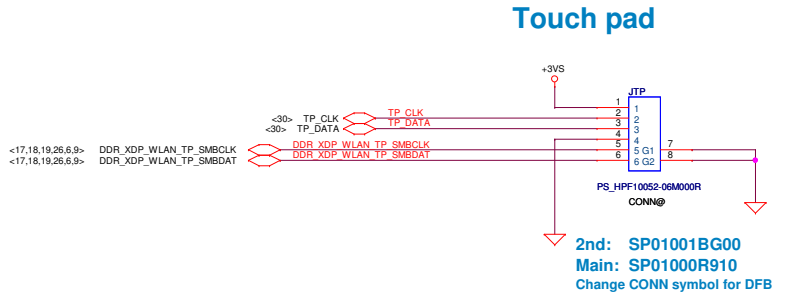 Touch pad
+3VS
JTP
1 1
<30> TP_CLK TP_CLK 2 2
<30> TP_DATA TP_DATA 3 3
4 4
<17,18,19,26,6,9> DDR_XDP_WLAN_TP_SMBCLK DDR_XDP_WLAN_TP_SMBCLK 5 5 G1 7
<17,18,19,26,6,9> DDR_XDP_WLAN_TP_SMBDAT DDR_XDP_WLAN_TP_SMBDAT 6 6 G2 8
PS_HPF10052-06M000R
CONN@
2nd: SP01001BG00
Main: SP01000R910
Change CONN symbol for DFB